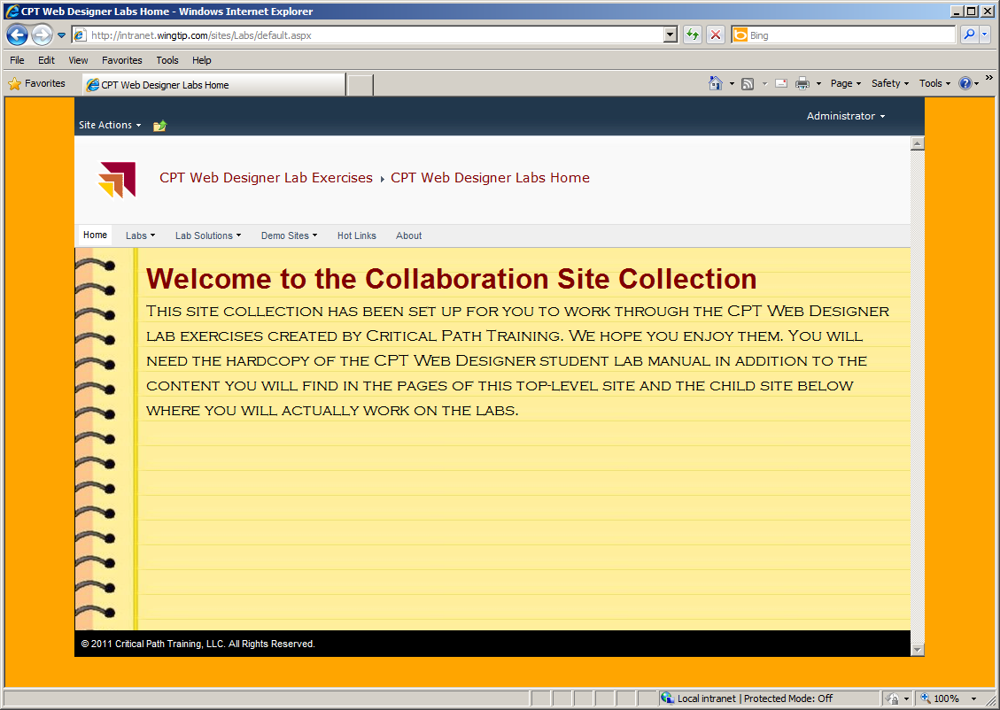 CPT Web Designer Labs Home - Windows Internet Explorer
http://intranet.wingtip.com/sites/Labs/default.aspx
Bing
File Edit View Favorites Tools Help
Favorites CPT Web Designer Labs Home Page Safety Tools »
Administrator
Site Actions
CPT Web Designer Lab Exercises CPT Web Designer Labs Home
Home Labs Lab Solutions Demo Sites Hot Links About
Welcome to the Collaboration Site Collection
This site collection has been set up for you to work through the CPT Web Designer
lab exercises created by Critical Path Training. We hope you enjoy them. You will
need the hardcopy of the CPT Web Designer student lab manual in addition to the
content you will find in the pages of this top-level site and the child site below
where you will actually work on the labs.
© 2011 Critical Path Training, LLC. All Rights Reserved.
Local intranet | Protected Mode: Off 100%